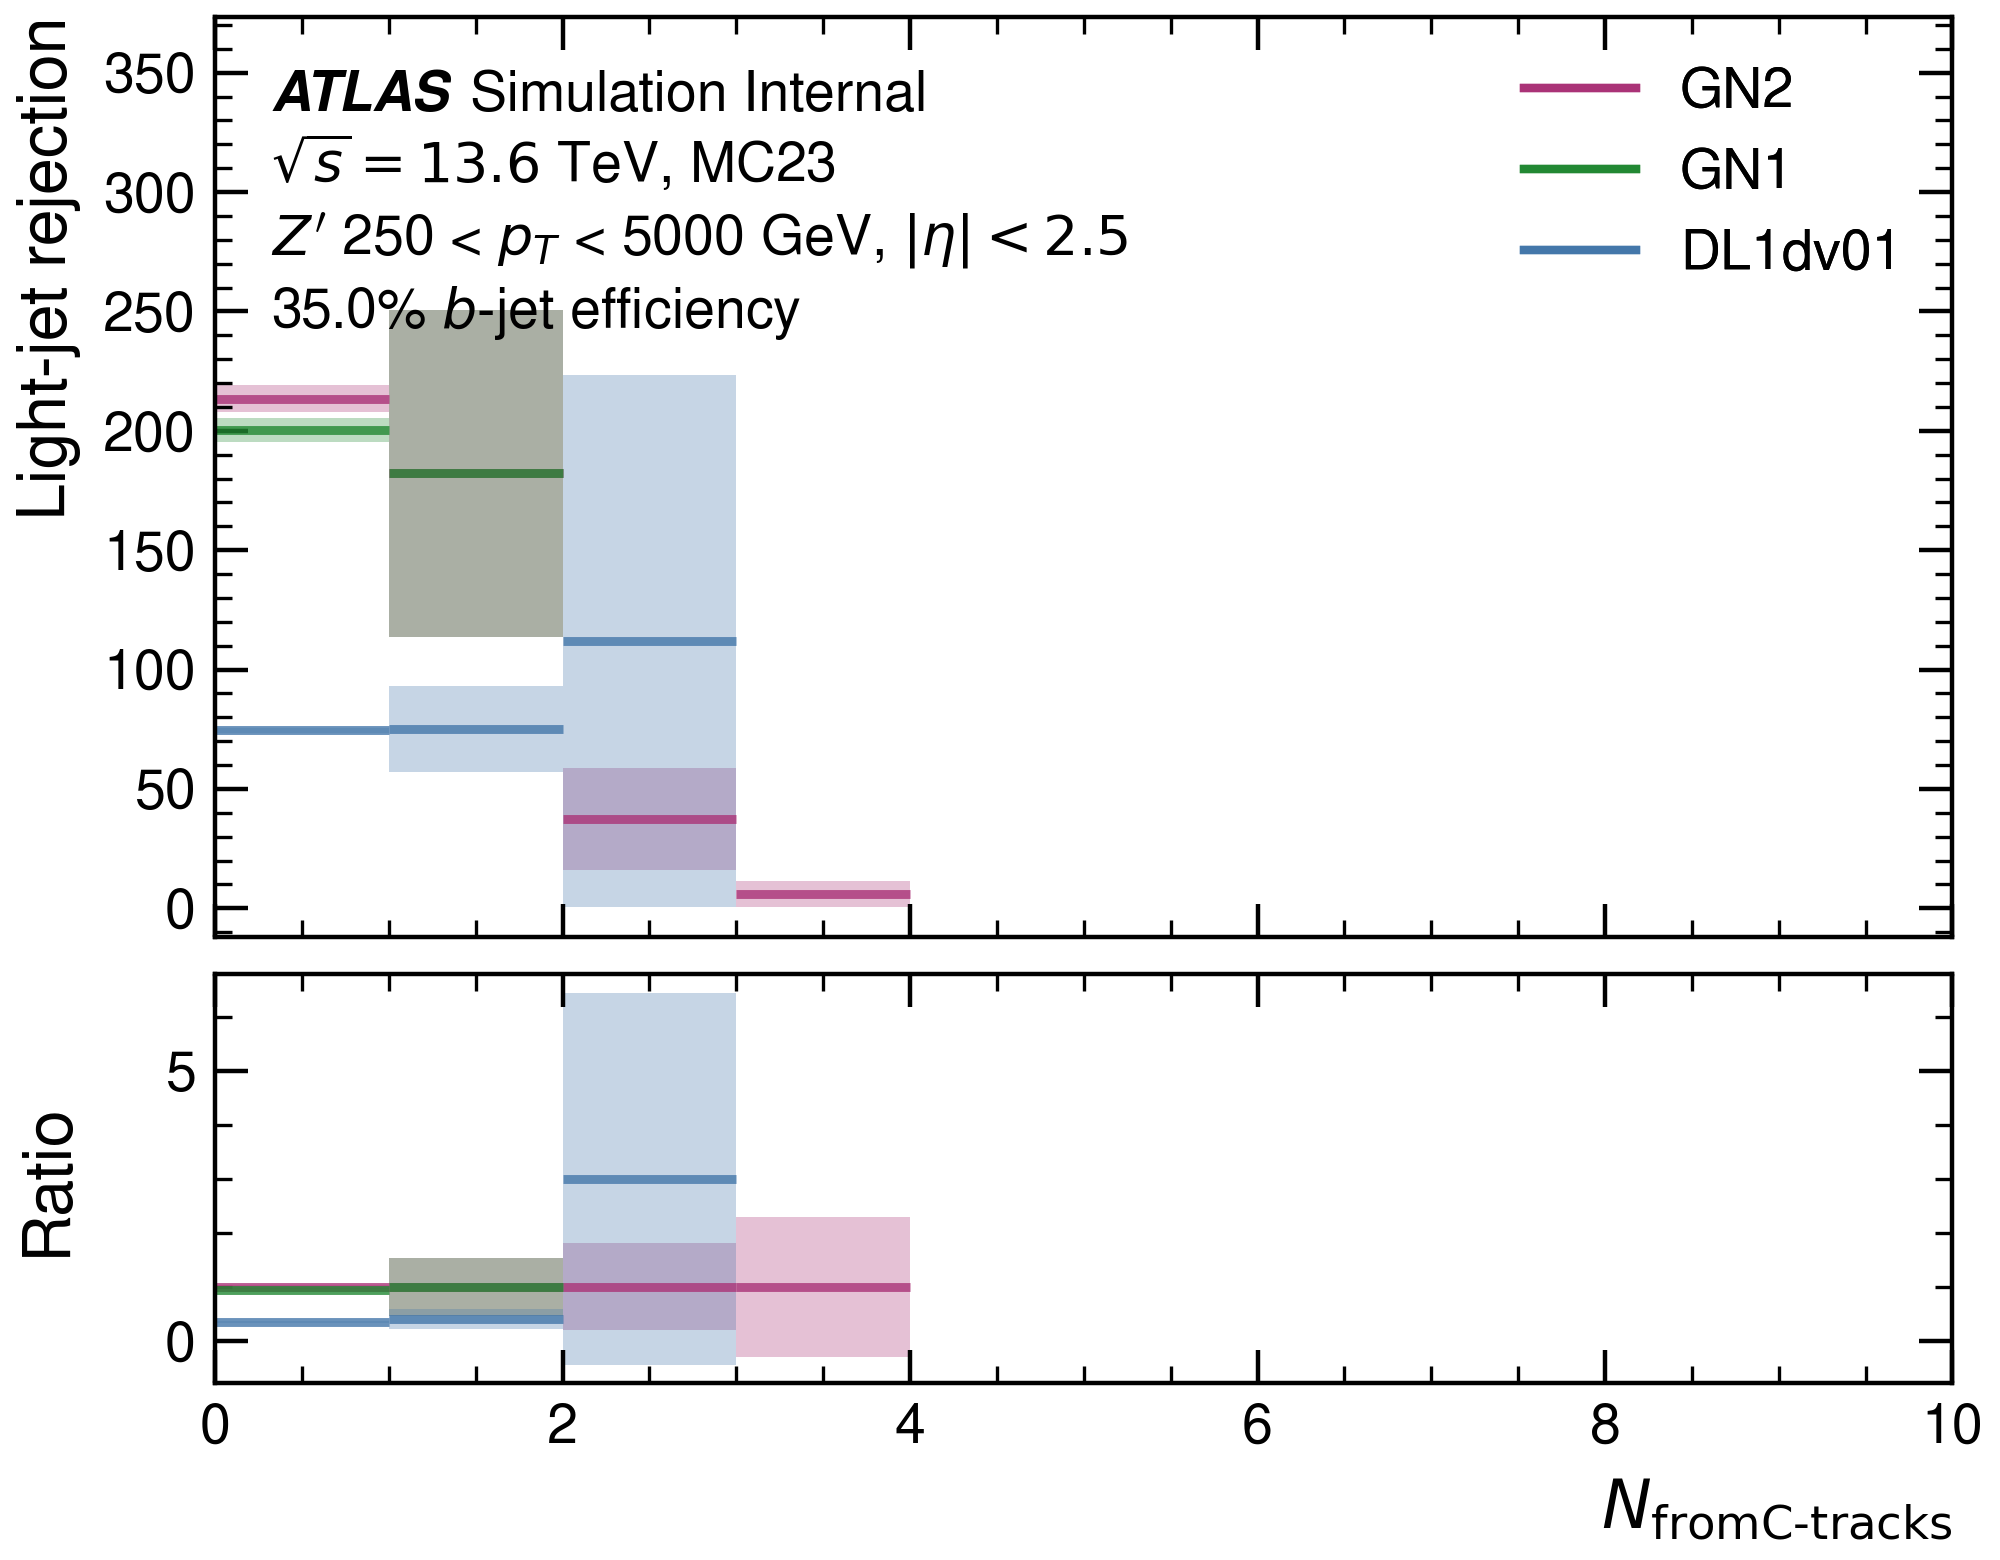 Light-jet rejection
350
300
250
200
150
100
50
0
ATLAS Simulation Internal
√s = 13.6 TeV, MC23
Z′ 250 < p_T < 5000 GeV, |η| < 2.5
35.0% b-jet efficiency
GN2
GN1
DL1dv01
Ratio
5
0
0 2 4 6 8 10
N_fromC-tracks